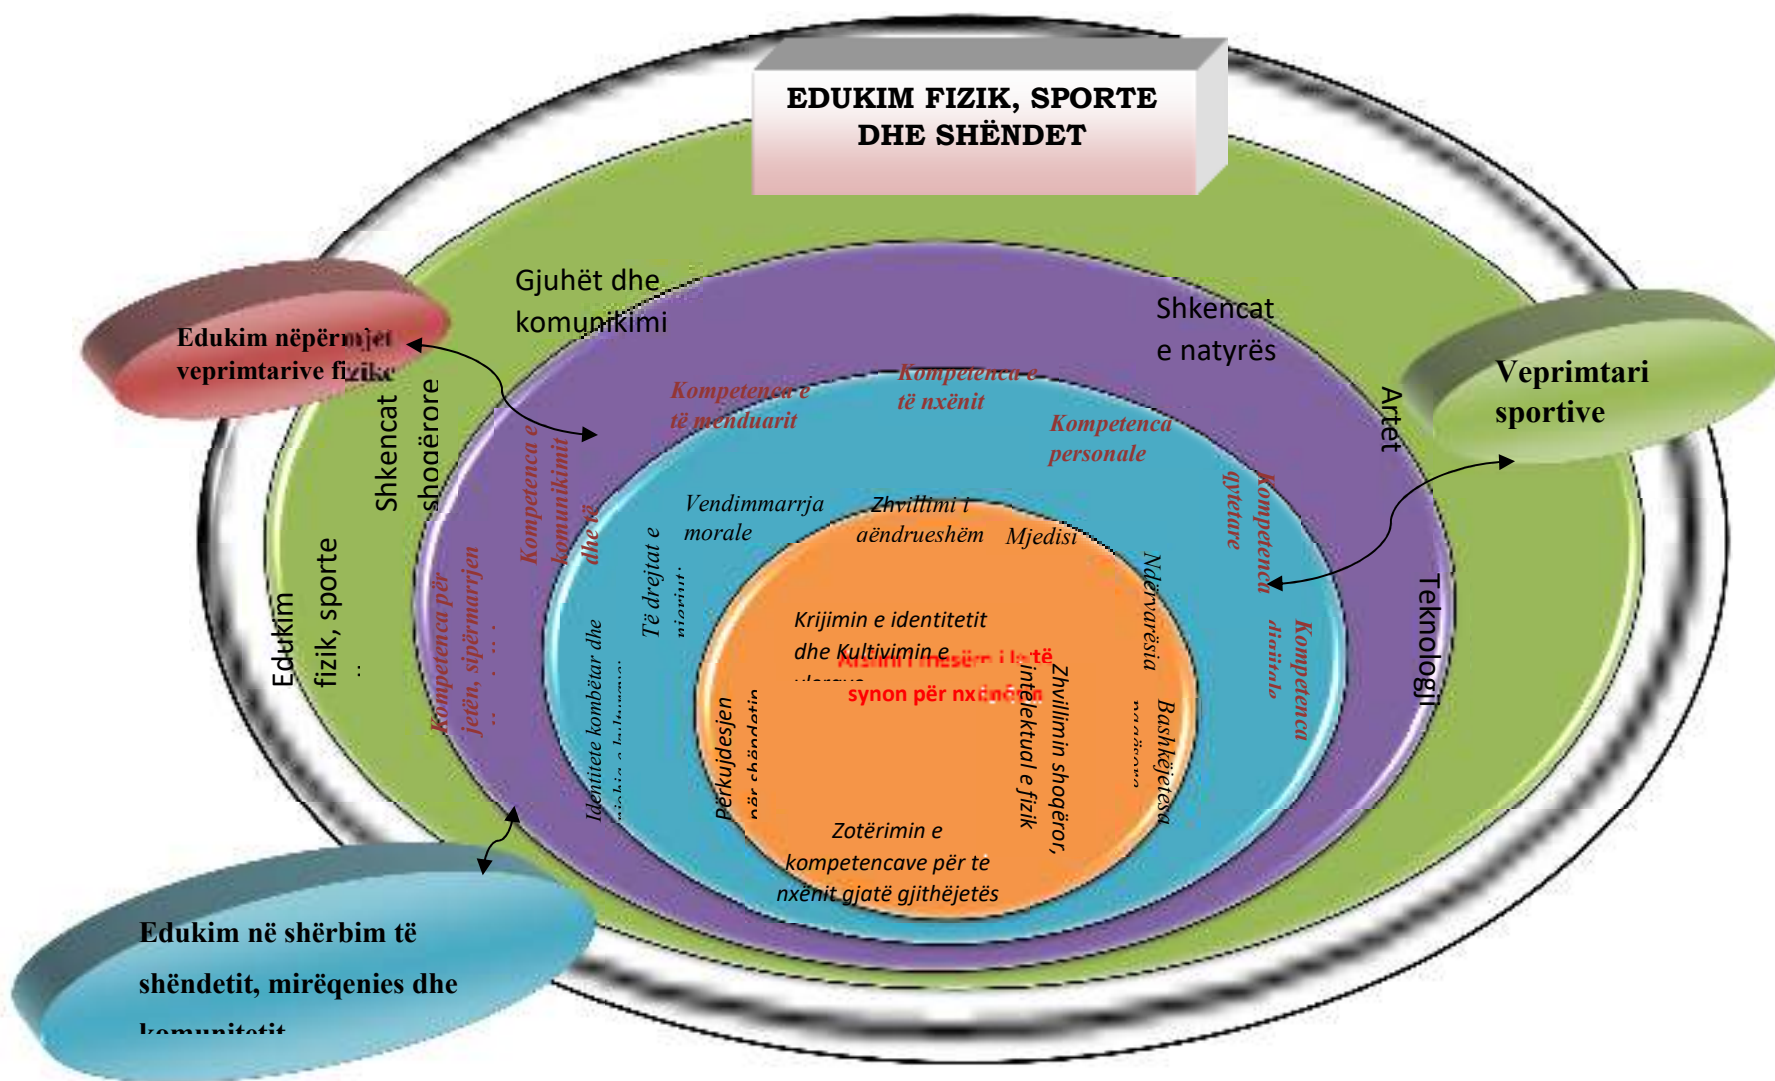 EDUKIM FIZIK, SPORTE
DHE SHËNDET
Gjuhët dhe
komunikimi
Shkencat
e natyrës
Edukim nëpërmjet
veprimtarive fizike
Veprimtari
sportive
Artet
Shkencat
shoqërore
Kompetenca e
të menduarit
Kompetenca e
të nxënit
Kompetenca
personale
Kompetenca e
komunikimit
dhe të
Kompetenca
qytetare
Vendimmarrja
morale
Zhvillimi i
qëndrueshëm
Mjedisi
Të drejtat e
Ndërvarësia
Edukim
fizik, sporte
Kompetenca për
jetën, sipërmarrjen
Teknologji
Kompetenca
Identitete kombëtar dhe
Krijimin e identitetit
dhe Kultivimin e
synon për
Zhvillimin shoqëror,
intelektual e fizik
Bashkëjetesa
Përkujdesjen
për shëndetin
Zotërimin e
kompetencave për të
nxënit gjatë gjithëjetës
Edukim në shërbim të
shëndetit, mirëqenies dhe
komunitetit